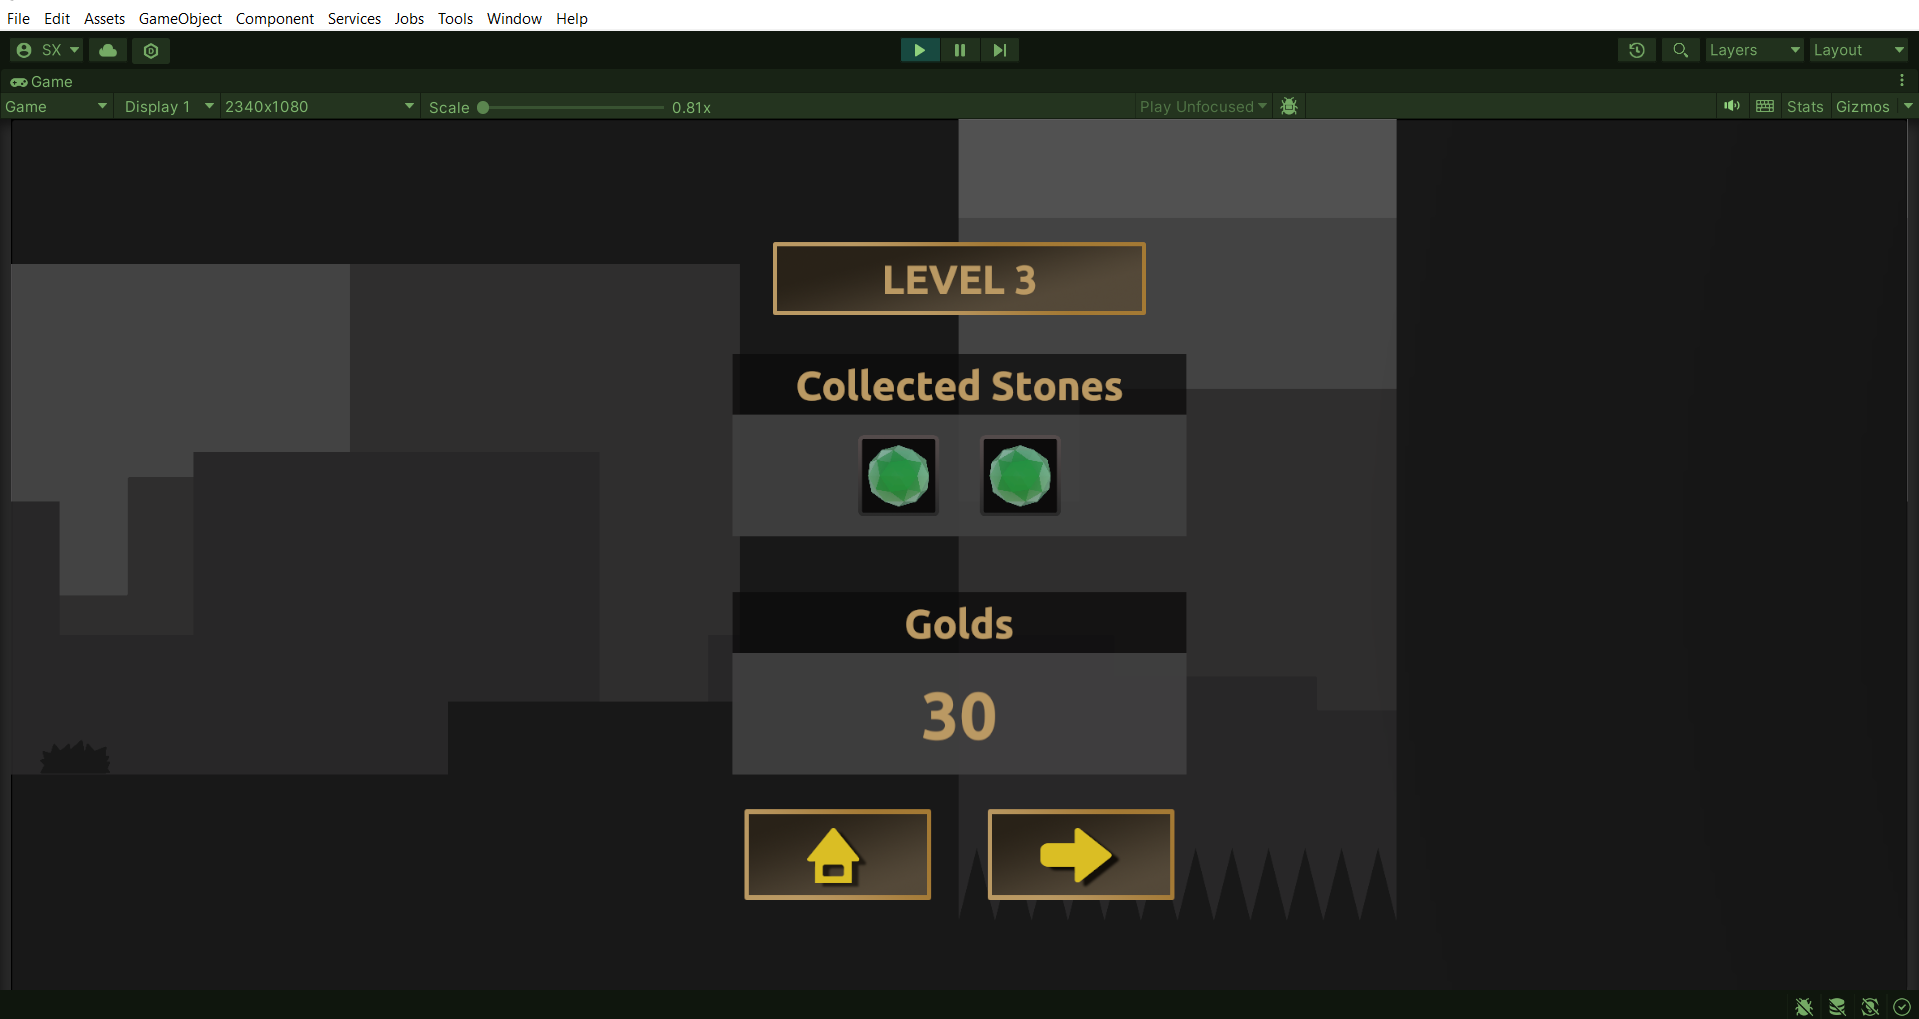 File Edit Assets GameObject Component Services Jobs Tools Window Help
SX Layers Layout
Game
Game Display 1 2340x1080 Scale 0.81x Play Unfocused Stats Gizmos
LEVEL 3
Collected Stones
Golds
30